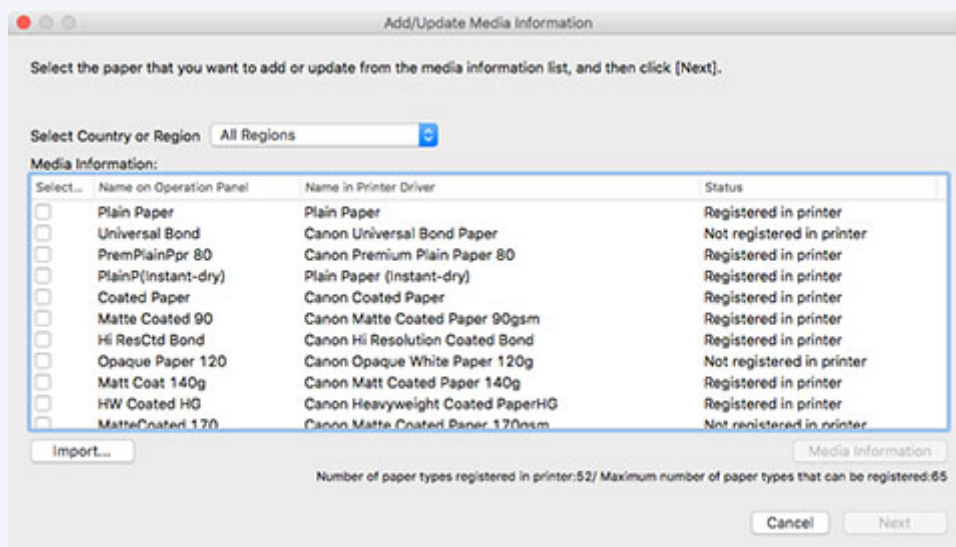 Add/Update Media Information
Select the paper that you want to add or update from the media information list, and then click [Next].
Select Country or Region All Regions
Media Information:
Select... Name on Operation Panel Name in Printer Driver Status
Plain Paper Plain Paper Registered in printer
Universal Bond Canon Universal Bond Paper Not registered in printer
PremPlainPpr 80 Canon Premium Plain Paper 80 Registered in printer
PlainP(Instant-dry) Plain Paper (Instant-dry) Registered in printer
Coated Paper Canon Coated Paper Registered in printer
Matte Coated 90 Canon Matte Coated Paper 90gsm Registered in printer
Hi ResCtd Bond Canon Hi Resolution Coated Bond Registered in printer
Opaque Paper 120 Canon Opaque White Paper 120g Not registered in printer
Matt Coat 140g Canon Matt Coated Paper 140g Registered in printer
HW Coated HG Canon Heavyweight Coated PaperHG Registered in printer
MatteCoated 170 Canon Matte Coated Paper 170gsm Not registered in printer
Import... Media Information
Number of paper types registered in printer:52/ Maximum number of paper types that can be registered:65
Cancel Next